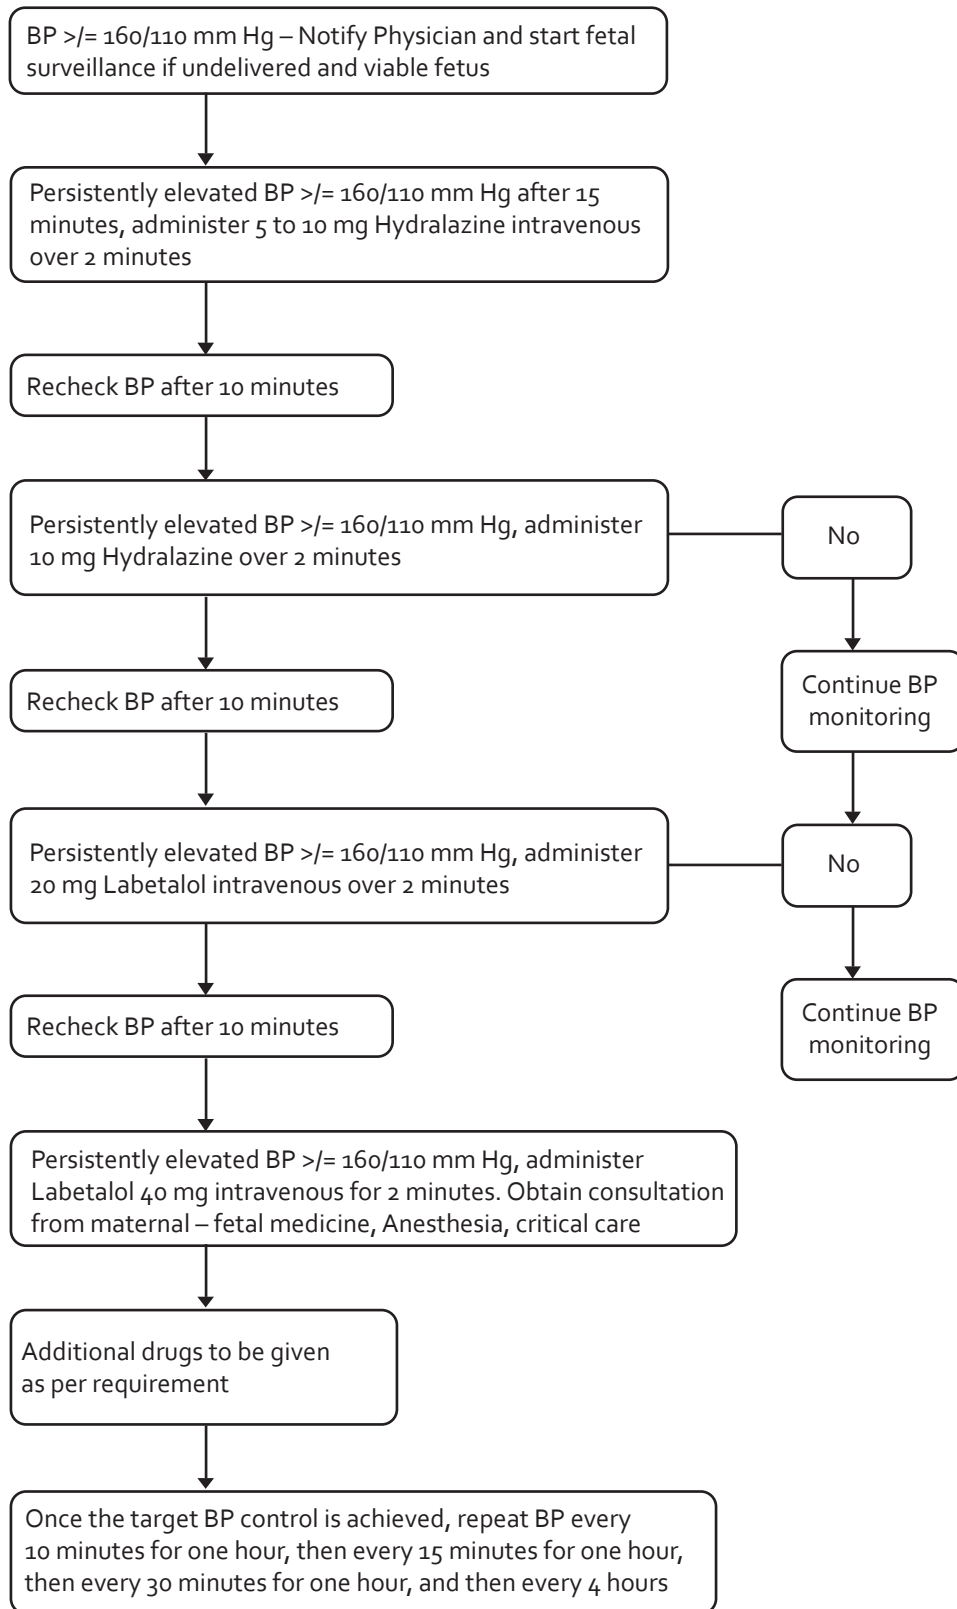 BP >/= 160/110 mm Hg – Notify Physician and start fetal
surveillance if undelivered and viable fetus
Persistently elevated BP >/= 160/110 mm Hg after 15
minutes, administer 5 to 10 mg Hydralazine intravenous
over 2 minutes
Recheck BP after 10 minutes
Persistently elevated BP >/= 160/110 mm Hg, administer
10 mg Hydralazine over 2 minutes
No
Continue BP
monitoring
Recheck BP after 10 minutes
Persistently elevated BP >/= 160/110 mm Hg, administer
20 mg Labetalol intravenous over 2 minutes
No
Continue BP
monitoring
Recheck BP after 10 minutes
Persistently elevated BP >/= 160/110 mm Hg, administer
Labetalol 40 mg intravenous for 2 minutes. Obtain consultation
from maternal – fetal medicine, Anesthesia, critical care
Additional drugs to be given
as per requirement
Once the target BP control is achieved, repeat BP every
10 minutes for one hour, then every 15 minutes for one hour,
then every 30 minutes for one hour, and then every 4 hours